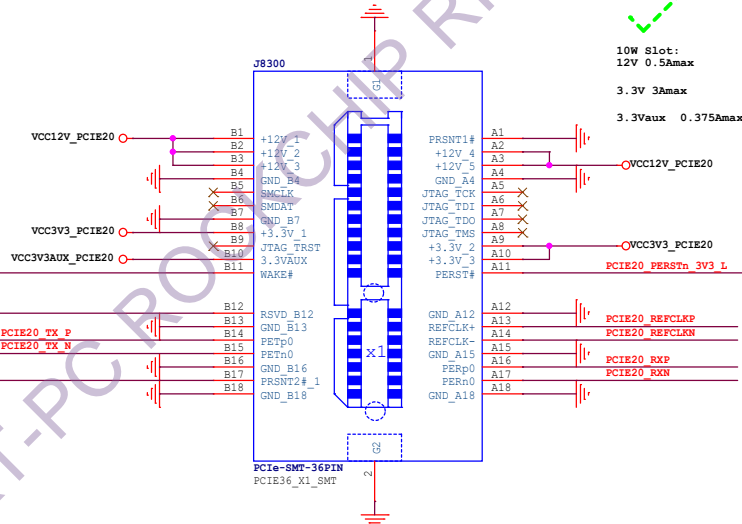 10W Slot:
12V 0.5Amax
3.3V 3Amax
3.3Vaux 0.375Amax
J8300
1
G1
VCC12V_PCIE20
B1 +12V_1
B2 +12V_2
B3 +12V_3
B4 GND_B4
B5 SMCLK
B6 SMDAT
B7 GND_B7
VCC3V3_PCIE20
B8 +3.3V_1
B9 JTAG_TRST
VCC3V3AUX_PCIE20
B10 3.3VAUX
B11 WAKE#
B12 RSVD_B12
B13 GND_B13
PCIE20_TX_P
B14 PETp0
PCIE20_TX_N
B15 PETn0
B16 GND_B16
B17 PRSNT2#_1
B18 GND_B18
x1
PRSNT1# A1
+12V_4 A2
+12V_5 A3
VCC12V_PCIE20
GND_A4 A4
JTAG_TCK A5
JTAG_TDI A6
JTAG_TDO A7
JTAG_TMS A8
+3.3V_2 A9
VCC3V3_PCIE20
+3.3V_3 A10
PERST# A11
PCIE20_PERSTn_3V3_L
GND_A12 A12
REFCLK+ A13
PCIE20_REFCLKP
REFCLK- A14
PCIE20_REFCLKN
GND_A15 A15
PERp0 A16
PCIE20_RXP
PERn0 A17
PCIE20_RXN
GND_A18 A18
G2
2
PCIe-SMT-36PIN
PCIE36_X1_SMT
RT-PC ROCKCHIP R